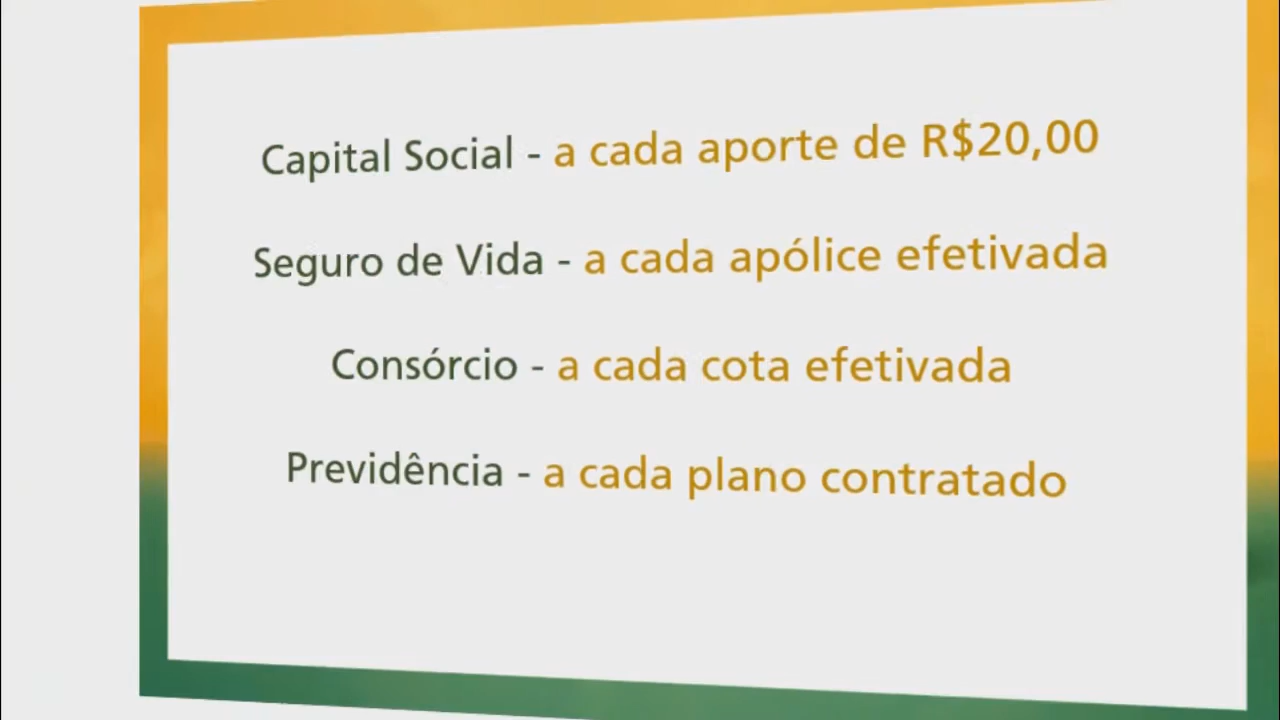 Capital Social - a cada aporte de R$20,00
Seguro de Vida - a cada apólice efetivada
Consórcio - a cada cota efetivada
Previdência - a cada plano contratado